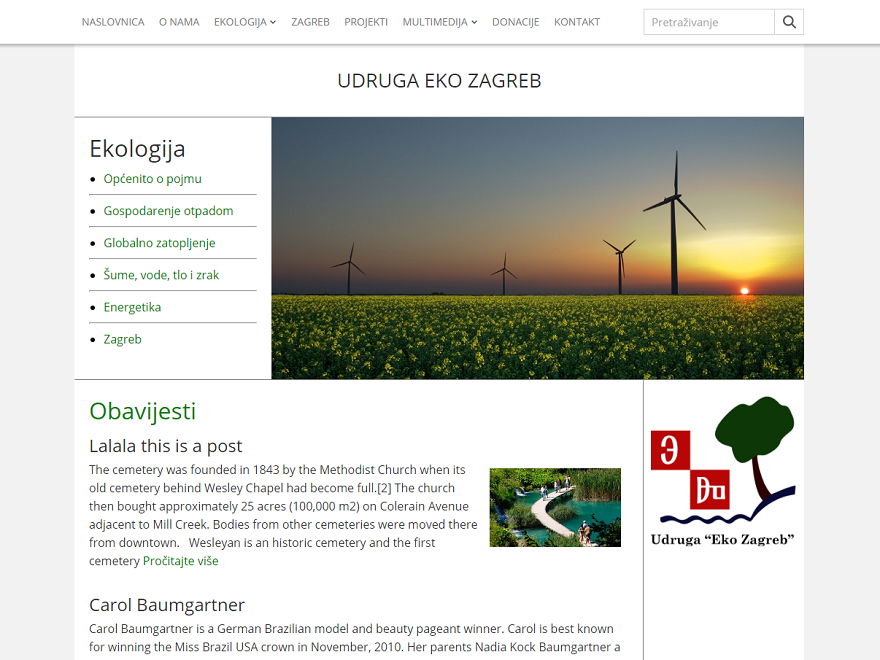 NASLOVNICA O NAMA EKOLOGIJA ZAGREB PROJEKTI MULTIMEDIJA DONACIJE KONTAKT Pretraživanje
UDRUGA EKO ZAGREB
Ekologija
Općenito o pojmu
Gospodarenje otpadom
Globalno zatopljenje
Šume, vode, tlo i zrak
Energetika
Zagreb
Obavijesti
Lalala this is a post
The cemetery was founded in 1843 by the Methodist Church when its
old cemetery behind Wesley Chapel had become full.[2] The church
then bought approximately 25 acres (100,000 m2) on Colerain Avenue
adjacent to Mill Creek. Bodies from other cemeteries were moved there
from downtown. Wesleyan is an historic cemetery and the first
cemetery Pročitajte više
Carol Baumgartner
Carol Baumgartner is a German Brazilian model and beauty pageant winner. Carol is best known
for winning the Miss Brazil USA crown in November, 2010. Her parents Nadia Kock Baumgartner a
Udruga “Eko Zagreb”